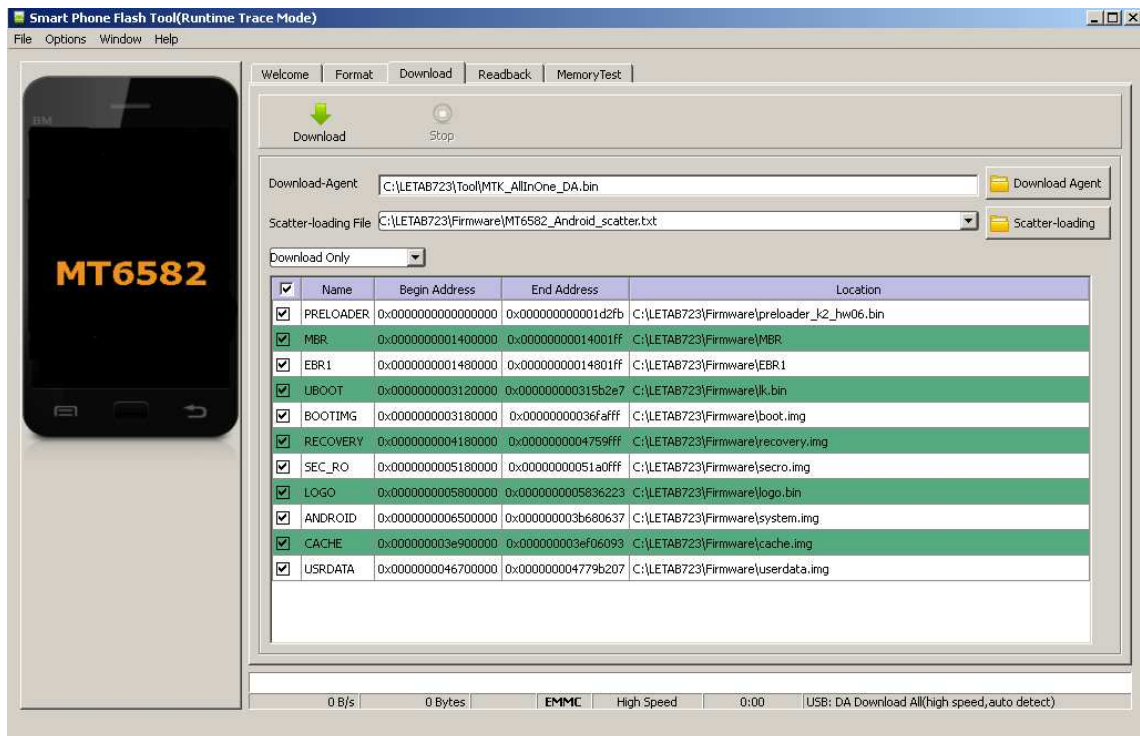 Smart Phone Flash Tool(Runtime Trace Mode)
File Options Window Help
Welcome Format Download Readback MemoryTest
BM
Download Stop
Download-Agent C:\LETAB723\Tool\MTK_AllInOne_DA.bin Download Agent
Scatter-loading File C:\LETAB723\Firmware\MT6582_Android_scatter.txt Scatter-loading
Download Only
MT6582
Name Begin Address End Address Location
PRELOADER 0x0000000000000000 0x000000000001d2fb C:\LETAB723\Firmware\preloader_k2_hw06.bin
MBR 0x0000000001400000 0x00000000014001ff C:\LETAB723\Firmware\MBR
EBR1 0x0000000001480000 0x00000000014801ff C:\LETAB723\Firmware\EBR1
UBOOT 0x0000000003120000 0x000000000315b2e7 C:\LETAB723\Firmware\lk.bin
BOOTIMG 0x0000000003180000 0x00000000036fafff C:\LETAB723\Firmware\boot.img
RECOVERY 0x0000000004180000 0x0000000004759fff C:\LETAB723\Firmware\recovery.img
SEC_RO 0x0000000005180000 0x00000000051a0fff C:\LETAB723\Firmware\secro.img
LOGO 0x0000000005800000 0x0000000005836223 C:\LETAB723\Firmware\logo.bin
ANDROID 0x0000000006500000 0x000000003b680637 C:\LETAB723\Firmware\system.img
CACHE 0x000000003e900000 0x000000003ef06093 C:\LETAB723\Firmware\cache.img
USRDATA 0x0000000046700000 0x000000004779b207 C:\LETAB723\Firmware\userdata.img
0 B/s 0 Bytes EMMC High Speed 0:00 USB: DA Download All(high speed,auto detect)